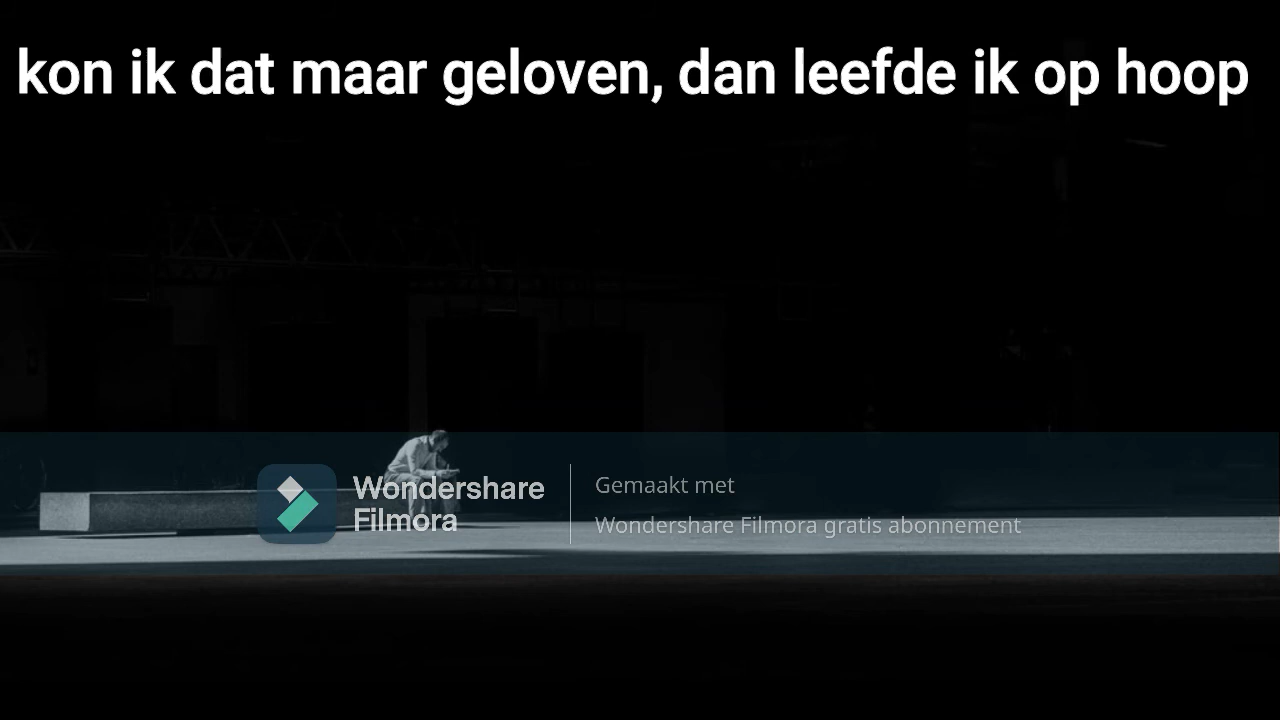 kon ik dat maar geloven, dan leefde ik op hoop
Wondershare
Filmora
Gemaakt met
Wondershare Filmora gratis abonnement